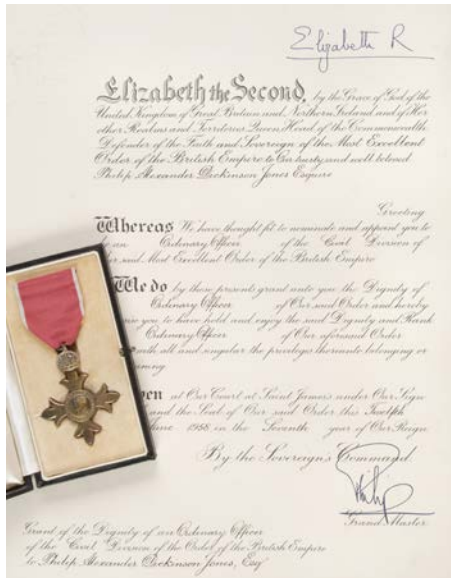 Elizabeth R
Elizabeth the Second, by the Grace of God of the
United Kingdom of Great Britain and Northern Ireland and of Her
other Realms and Territories Queen, Head of the Commonwealth,
Defender of the Faith and Sovereign of the Most Excellent
Order of the British Empire to Our trusty and well beloved
Philip Alexander Dickinson Jones Esquire
Greeting
Whereas We have thought fit to nominate and appoint you to
be an Ordinary Officer of the Civil Division of
said Most Excellent Order of the British Empire
We do by these presents grant unto you the Dignity of
Ordinary Officer of Our said Order and hereby
you to have hold and enjoy the said Dignity and Rank
Ordinary Officer of Our aforesaid Order
with all and singular the privileges thereunto belonging or
at Our Court at Saint James's under Our Sign
and the Seal of Our said Order this Twelfth
June 1958 in the Seventh year of Our Reign
By the Sovereign's Command
Philip
Grand Master
Grant of the Dignity of an Ordinary Officer
of the Civil Division of the Order of the British Empire
to Philip Alexander Dickinson Jones, Esq